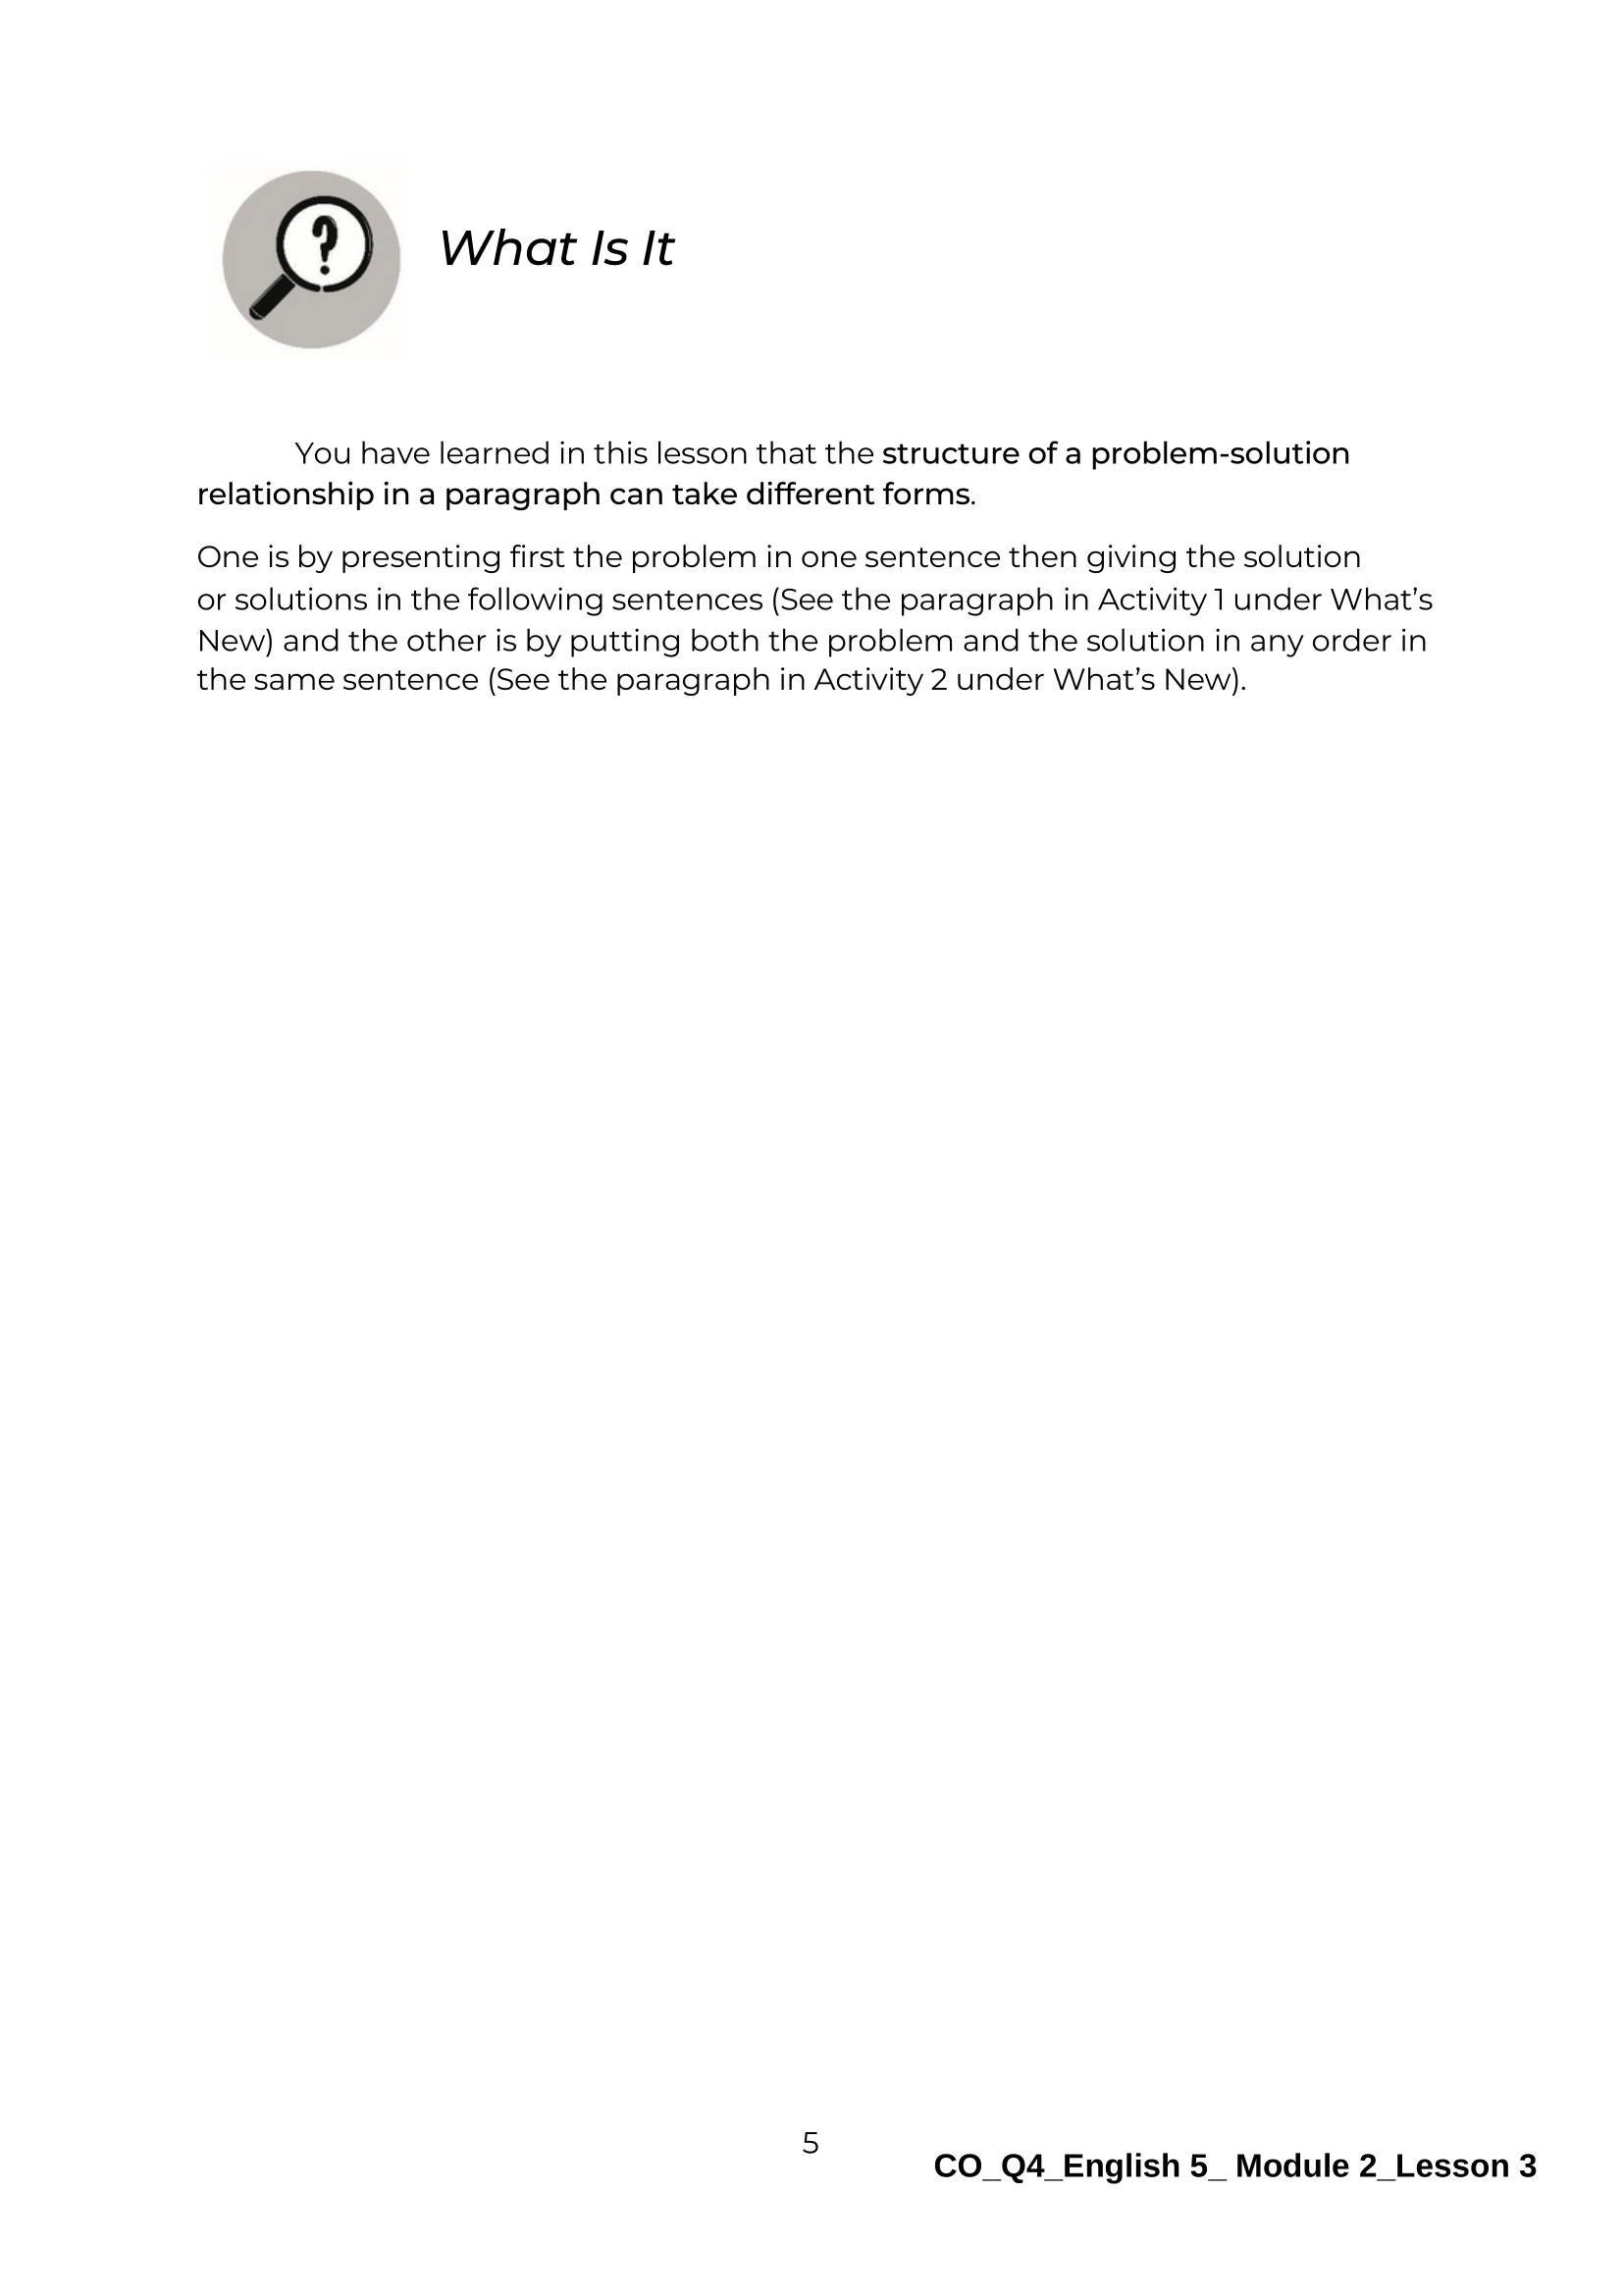 What Is It
You have learned in this lesson that the structure of a problem-solution
relationship in a paragraph can take different forms.
One is by presenting first the problem in one sentence then giving the solution
or solutions in the following sentences (See the paragraph in Activity 1 under What’s
New) and the other is by putting both the problem and the solution in any order in
the same sentence (See the paragraph in Activity 2 under What’s New).
5
CO_Q4_English 5_ Module 2_Lesson 3